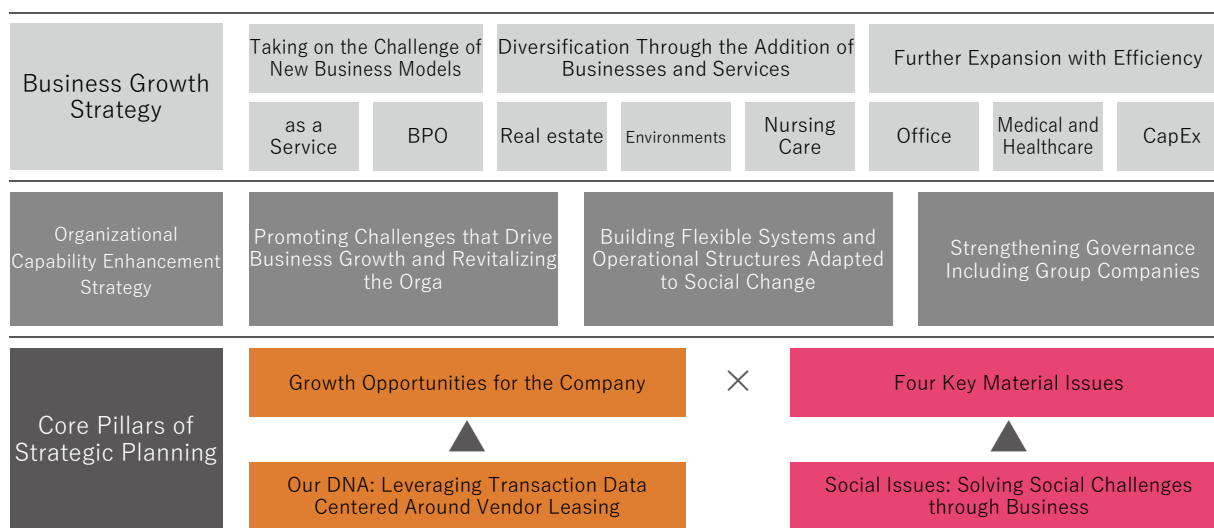 Business Growth
Strategy
Taking on the Challenge of
New Business Models
Diversification Through the Addition of
Businesses and Services
Further Expansion with Efficiency
as a
Service
BPO
Real estate
Environments
Nursing
Care
Office
Medical and
Healthcare
CapEx
Organizational
Capability Enhancement
Strategy
Promoting Challenges that Drive
Business Growth and Revitalizing
the Orga
Building Flexible Systems and
Operational Structures Adapted
to Social Change
Strengthening Governance
Including Group Companies
Core Pillars of
Strategic Planning
Growth Opportunities for the Company
×
Four Key Material Issues
Our DNA: Leveraging Transaction Data
Centered Around Vendor Leasing
Social Issues: Solving Social Challenges
through Business